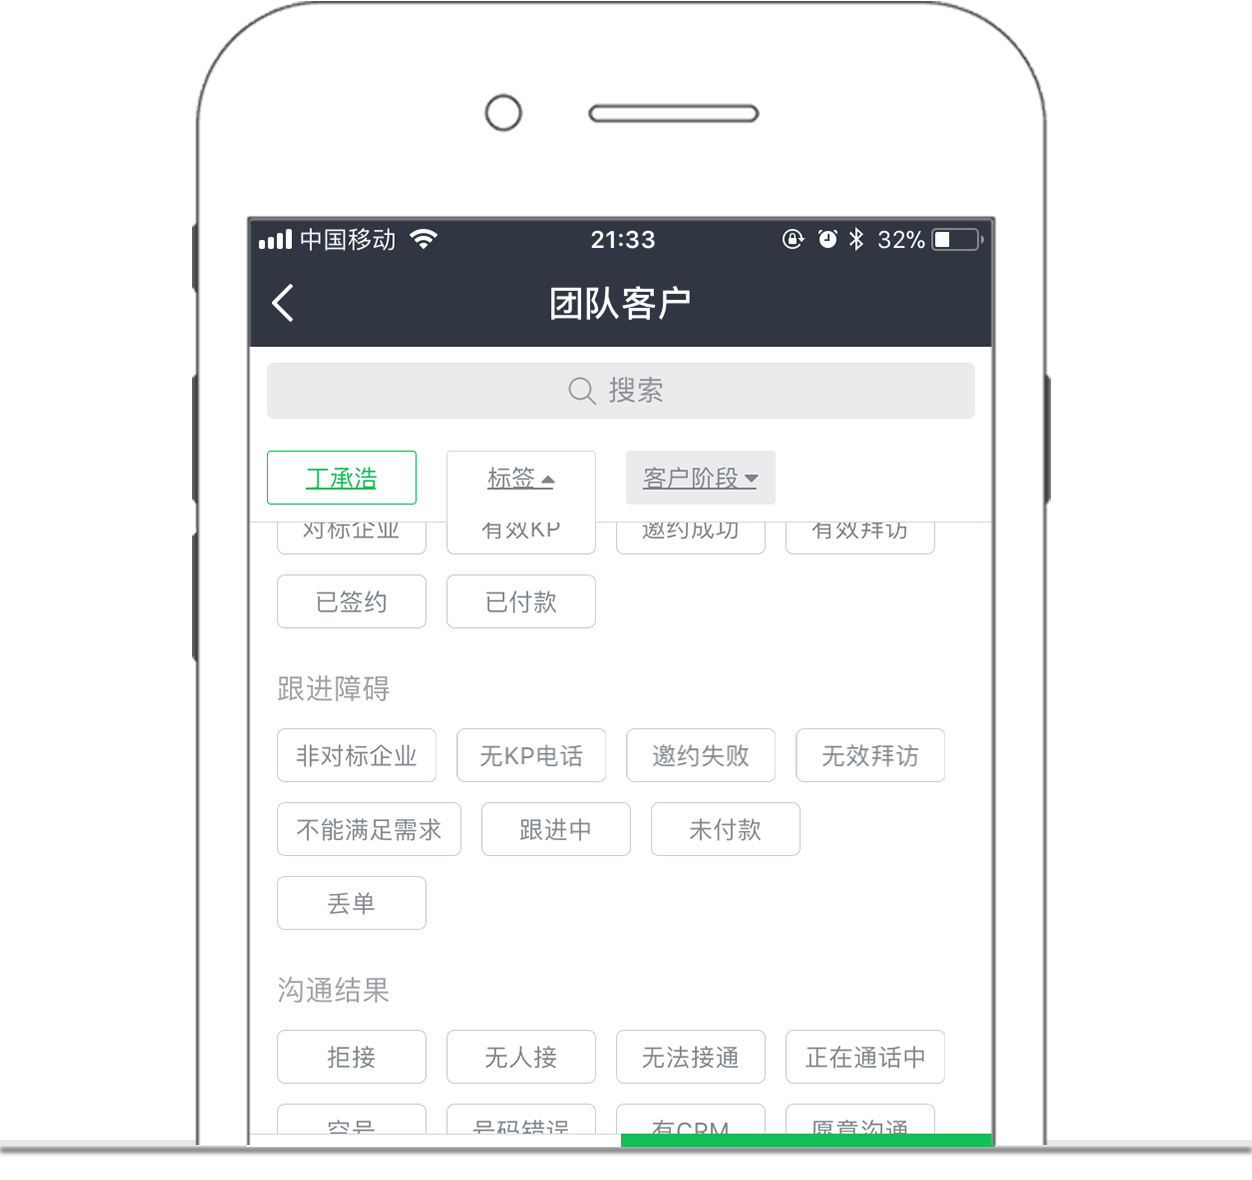 中国移动 21:33 32%
团队客户
搜索
丁承浩 标签 客户阶段
对标企业 有效KP 邀约成功 有效拜访
已签约 已付款
跟进障碍
非对标企业 无KP电话 邀约失败 无效拜访
不能满足需求 跟进中 未付款
丢单
沟通结果
拒接 无人接 无法接通 正在通话中
空号 号码错误 有CRM 愿意沟通